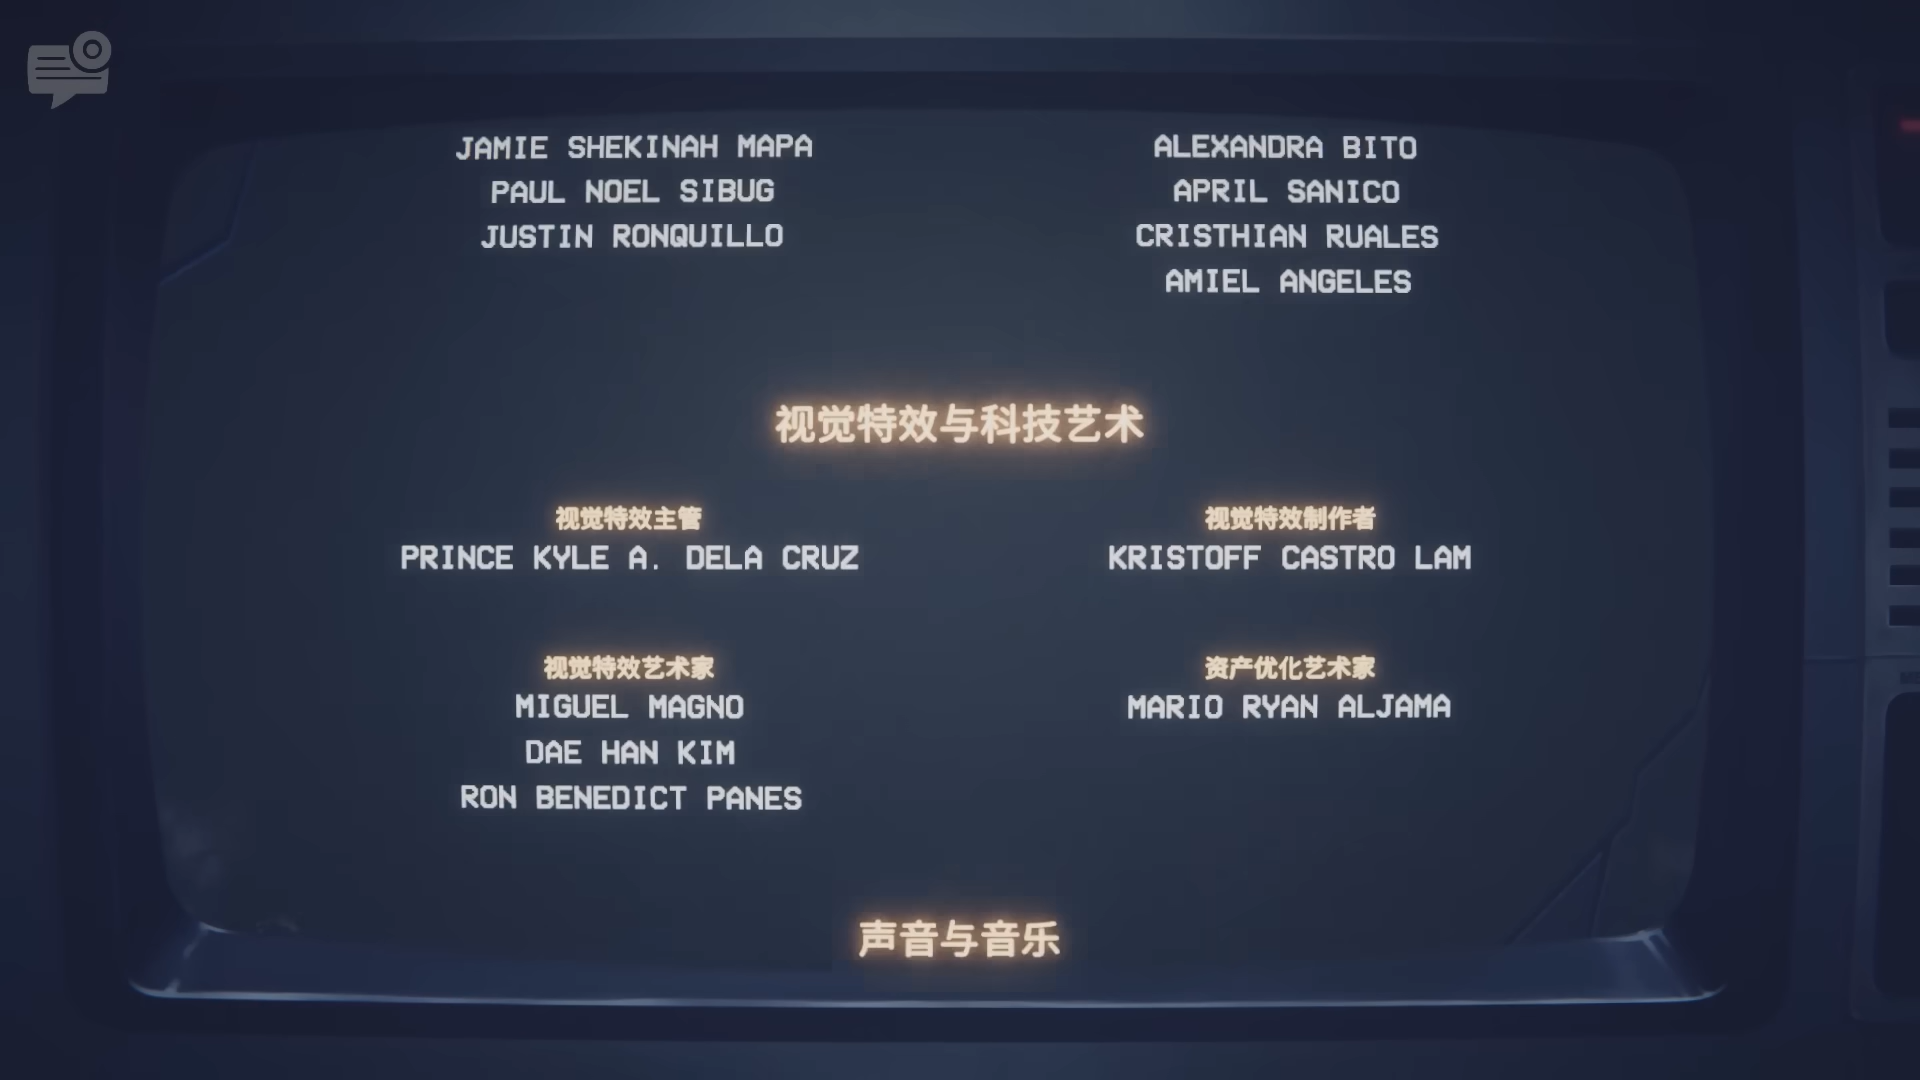 JAMIE SHEKINAH MAPA
PAUL NOEL SIBUG
JUSTIN RONQUILLO
ALEXANDRA BITO
APRIL SANICO
CRISTHIAN RUALES
AMIEL ANGELES
视觉特效与科技艺术
视觉特效主管
PRINCE KYLE A. DELA CRUZ
视觉特效制作者
KRISTOFF CASTRO LAM
视觉特效艺术家
MIGUEL MAGNO
DAE HAN KIM
RON BENEDICT PANES
资产优化艺术家
MARIO RYAN ALJAMA
声音与音乐